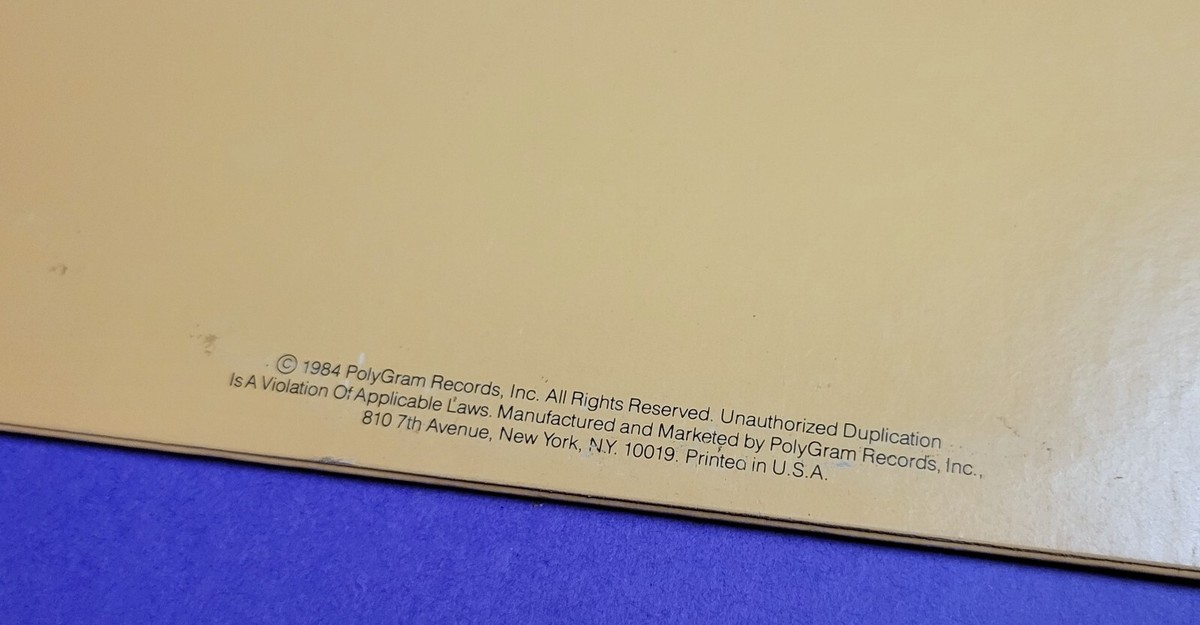 © 1984 PolyGram Records, Inc. All Rights Reserved. Unauthorized Duplication
Is A Violation Of Applicable Laws. Manufactured and Marketed by PolyGram Records, Inc.,
810 7th Avenue, New York, N.Y. 10019. Printed in U.S.A.